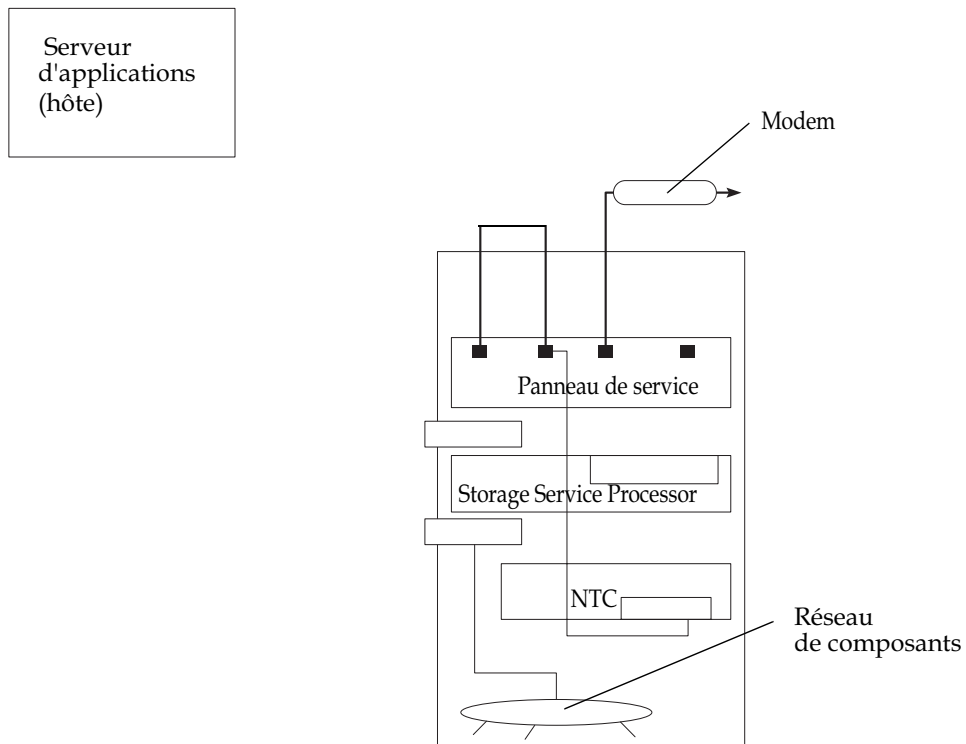 Serveur
d'applications
(hôte)
Modem
Panneau de service
Storage Service Processor
NTC
Réseau
de composants